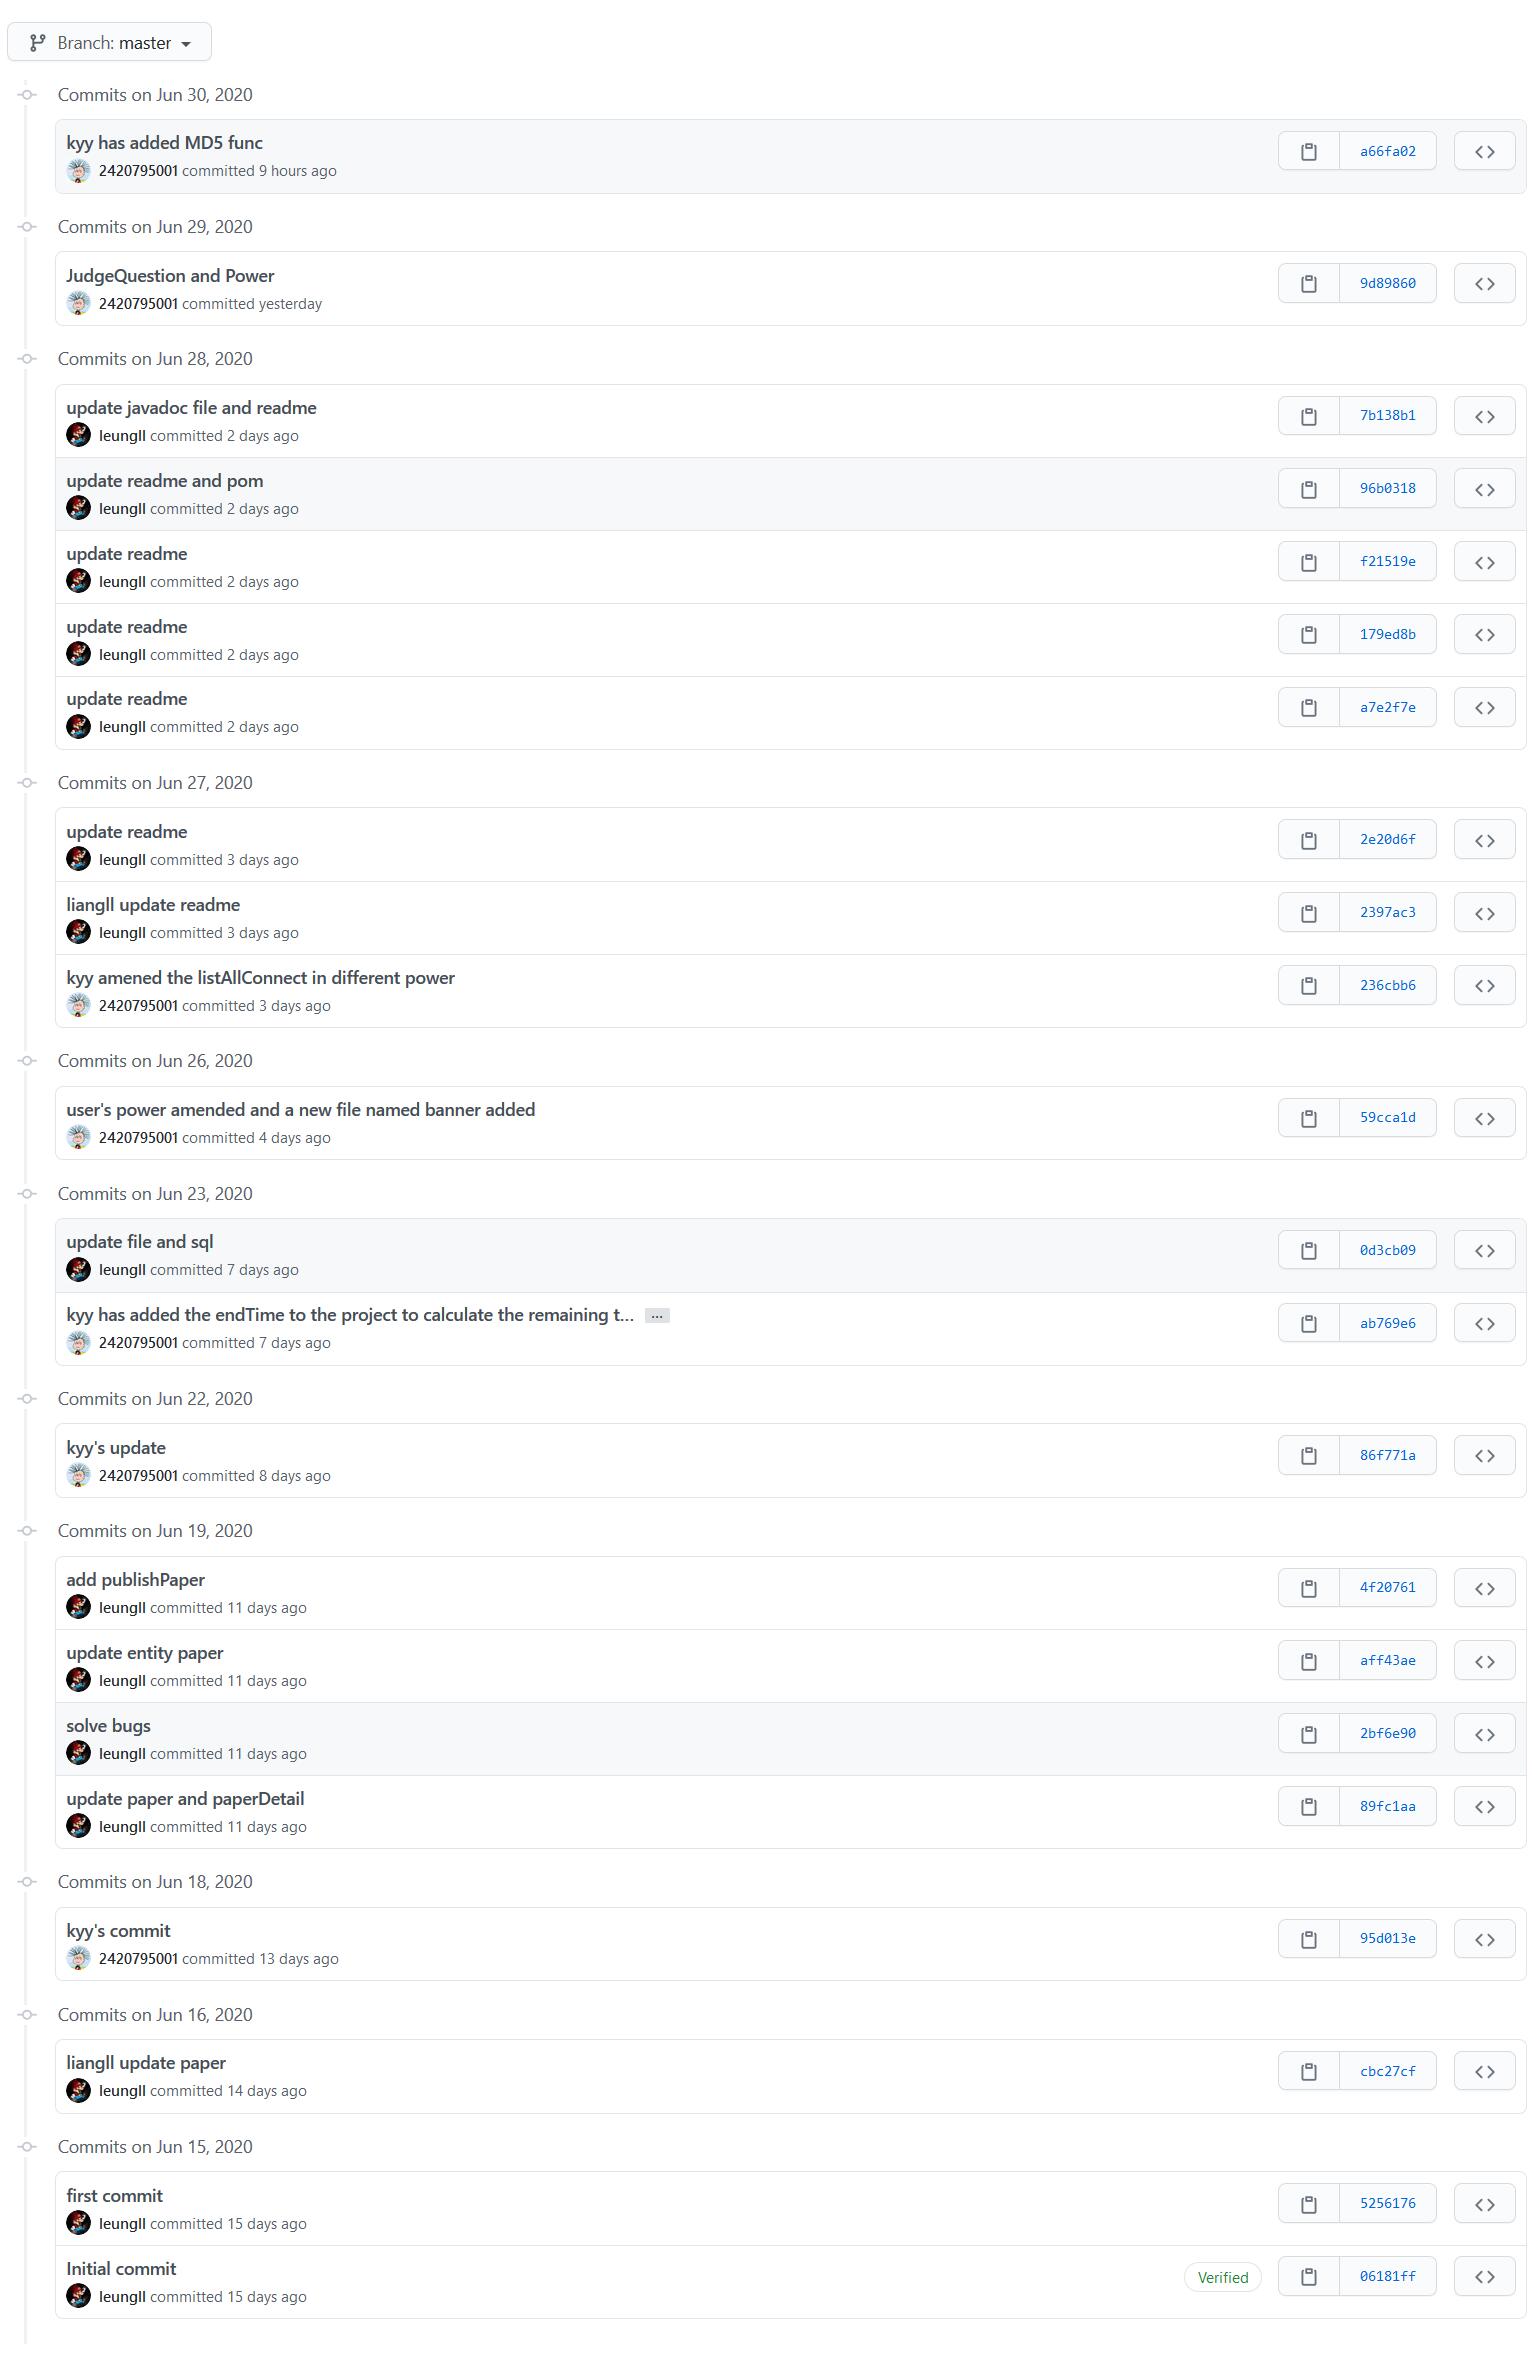 Branch: master
Commits on Jun 30, 2020
kyy has added MD5 func
a66fa02
2420795001 committed 9 hours ago
Commits on Jun 29, 2020
JudgeQuestion and Power
9d89860
2420795001 committed yesterday
Commits on Jun 28, 2020
update javadoc file and readme
7b138b1
leungll committed 2 days ago
update readme and pom
96b0318
leungll committed 2 days ago
update readme
f21519e
leungll committed 2 days ago
update readme
179ed8b
leungll committed 2 days ago
update readme
a7e2f7e
leungll committed 2 days ago
Commits on Jun 27, 2020
update readme
2e20d6f
leungll committed 3 days ago
liangll update readme
2397ac3
leungll committed 3 days ago
kyy amened the listAllConnect in different power
236cbb6
2420795001 committed 3 days ago
Commits on Jun 26, 2020
user's power amended and a new file named banner added
59cca1d
2420795001 committed 4 days ago
Commits on Jun 23, 2020
update file and sql
0d3cb09
leungll committed 7 days ago
kyy has added the endTime to the project to calculate the remaining t... ...
ab769e6
2420795001 committed 7 days ago
Commits on Jun 22, 2020
kyy's update
86f771a
2420795001 committed 8 days ago
Commits on Jun 19, 2020
add publishPaper
4f20761
leungll committed 11 days ago
update entity paper
aff43ae
leungll committed 11 days ago
solve bugs
2bf6e90
leungll committed 11 days ago
update paper and paperDetail
89fc1aa
leungll committed 11 days ago
Commits on Jun 18, 2020
kyy's commit
95d013e
2420795001 committed 13 days ago
Commits on Jun 16, 2020
liangll update paper
cbc27cf
leungll committed 14 days ago
Commits on Jun 15, 2020
first commit
5256176
leungll committed 15 days ago
Initial commit
Verified
06181ff
leungll committed 15 days ago